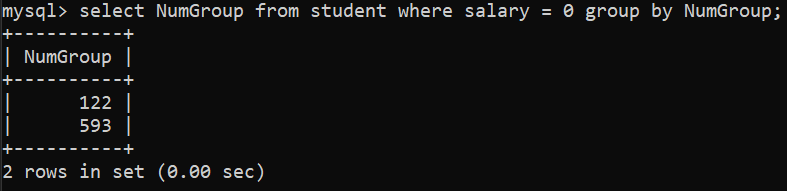 mysql> select NumGroup from student where salary = 0 group by NumGroup;
+----------+
| NumGroup |
+----------+
|      122 |
|      593 |
+----------+
2 rows in set (0.00 sec)